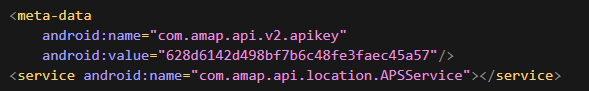 <meta-data
android:name="com.amap.api.v2.apikey"
android:value="628d6142d498bf7b6c48fe3faec45a57"/>
<service android:name="com.amap.api.location.APSService"></service>